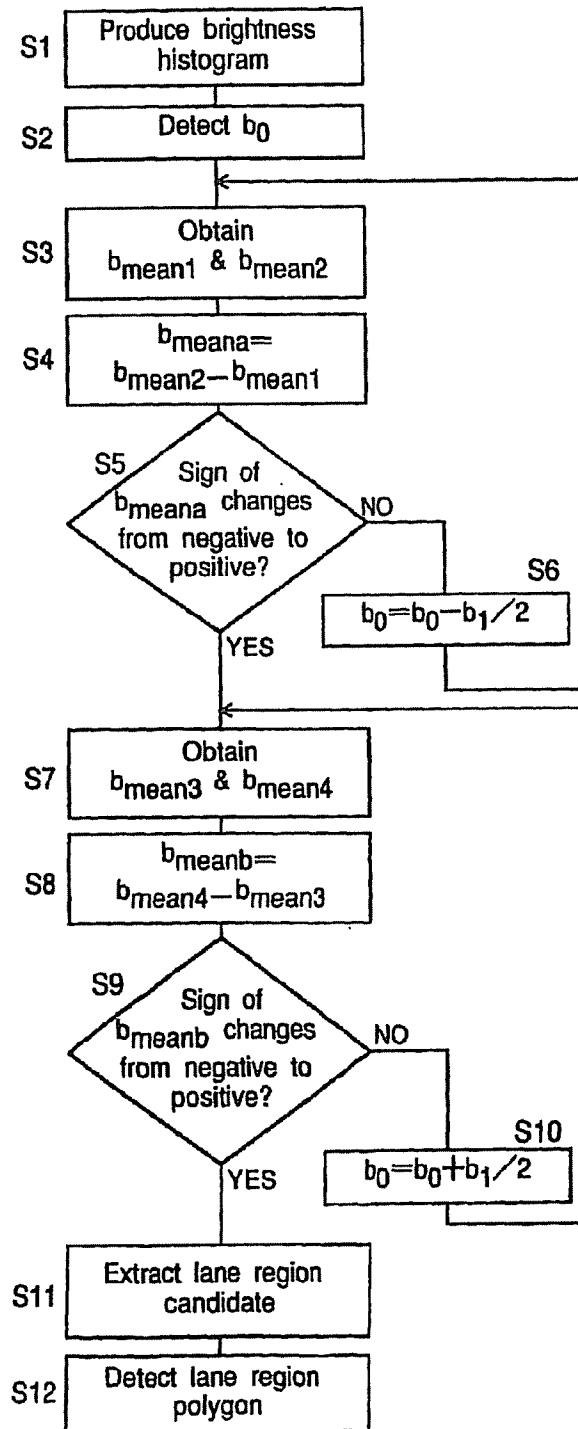 S1
Produce brightness
histogram
S2
Detect b0
S3
Obtain
bmean1 & bmean2
S4
bmeana=
bmean2−bmean1
S5
Sign of
bmeana changes
from negative to
positive?
NO
YES
S6
b0=b0−b1/2
S7
Obtain
bmean3 & bmean4
S8
bmeanb=
bmean4−bmean3
S9
Sign of
bmeanb changes
from negative to
positive?
NO
YES
S10
b0=b0+b1/2
S11
Extract lane region
candidate
S12
Detect lane region
polygon